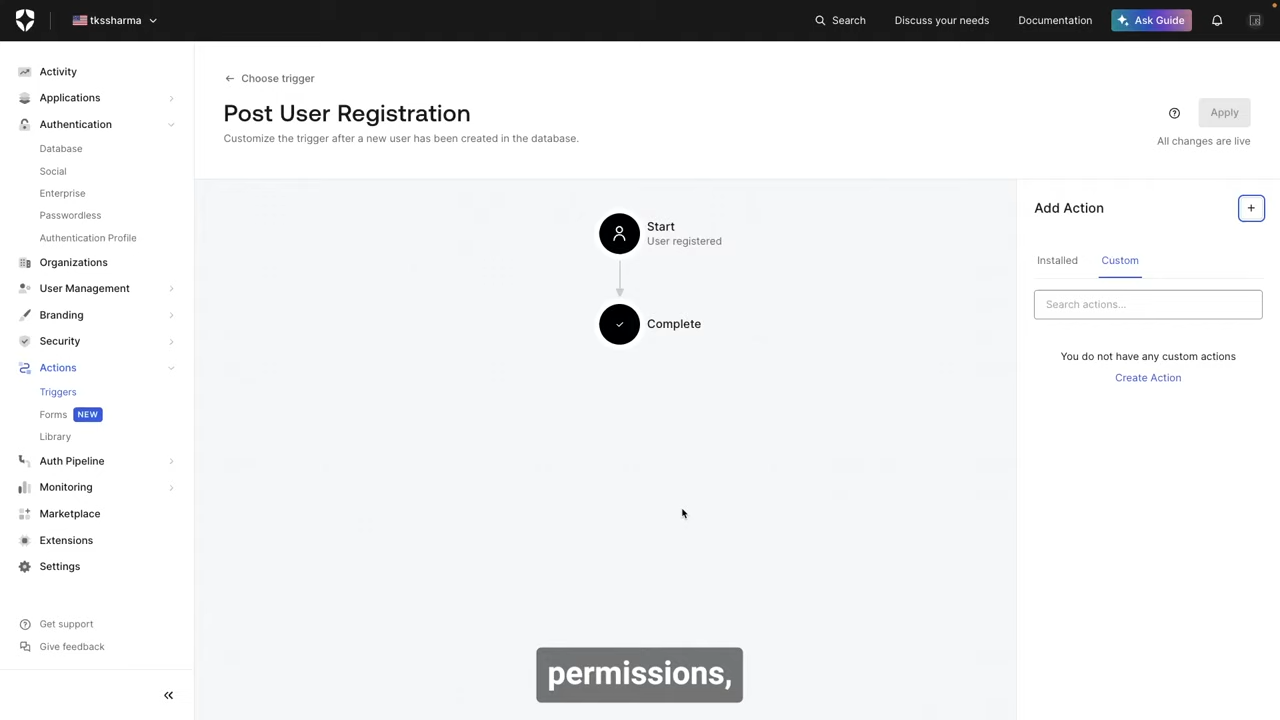 tkssharma
Search
Discuss your needs
Documentation
Ask Guide
Activity
Applications
Authentication
Database
Social
Enterprise
Passwordless
Authentication Profile
Organizations
User Management
Branding
Security
Actions
Triggers
Forms NEW
Library
Auth Pipeline
Monitoring
Marketplace
Extensions
Settings
Get support
Give feedback
← Choose trigger
Post User Registration
Customize the trigger after a new user has been created in the database.
Apply
All changes are live
Start
User registered
Complete
Add Action
+
Installed
Custom
Search actions...
You do not have any custom actions
Create Action
permissions,